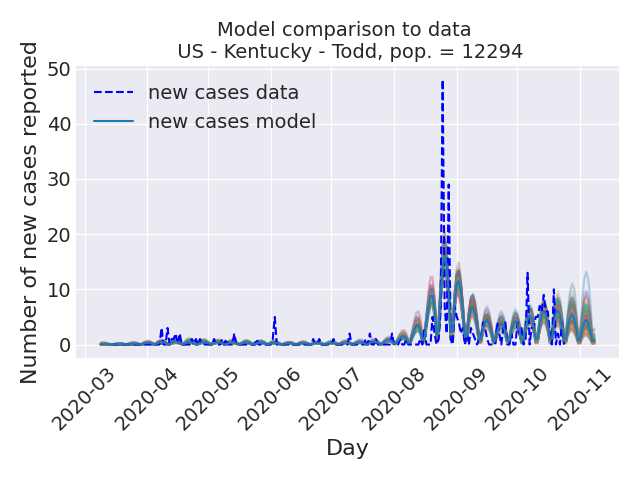 Model comparison to data
US - Kentucky - Todd, pop. = 12294
Number of new cases reported
50
40
30
20
10
0
new cases data
new cases model
2020-03
2020-04
2020-05
2020-06
2020-07
2020-08
2020-09
2020-10
2020-11
Day